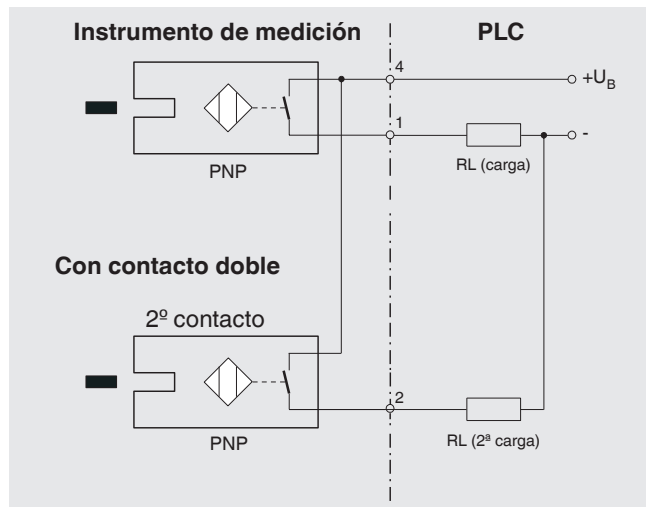 Instrumento de medición
PLC
4
+UB
1
-
RL (carga)
PNP
Con contacto doble
2º contacto
2
RL (2ª carga)
PNP